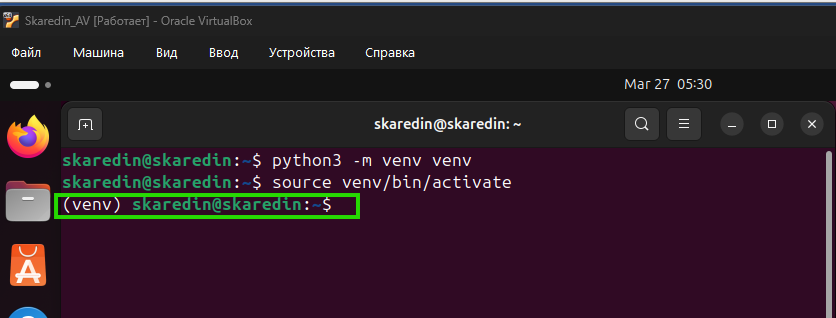 Skaredin_AV [Работает] - Oracle VirtualBox
Файл Машина Вид Ввод Устройства Справка
Mar 27 05:30
skaredin@skaredin: ~
skaredin@skaredin:~$ python3 -m venv venv
skaredin@skaredin:~$ source venv/bin/activate
(venv) skaredin@skaredin:~$